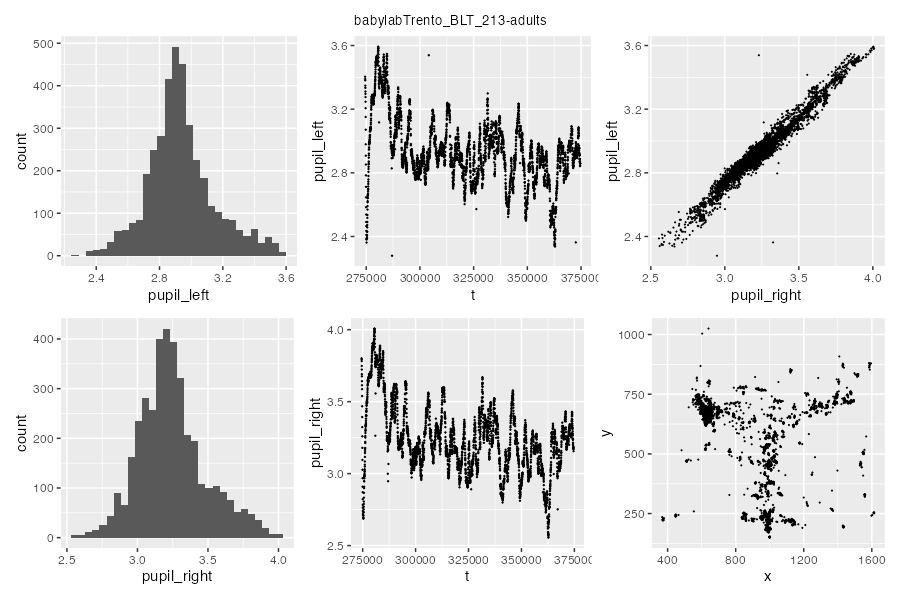 babylabTrento_BLT_213-adults
500
400
300
200
100
0
count
2.4 2.8 3.2 3.6
pupil_left
3.6
3.2
2.8
2.4
pupil_left
275000 300000 325000 350000 375000
t
3.6
3.2
2.8
2.4
pupil_left
2.5 3.0 3.5 4.0
pupil_right
400
300
200
100
0
count
2.5 3.0 3.5 4.0
pupil_right
4.0
3.5
3.0
2.5
pupil_right
275000 300000 325000 350000 375000
t
1000
750
500
250
y
400 800 1200 1600
x